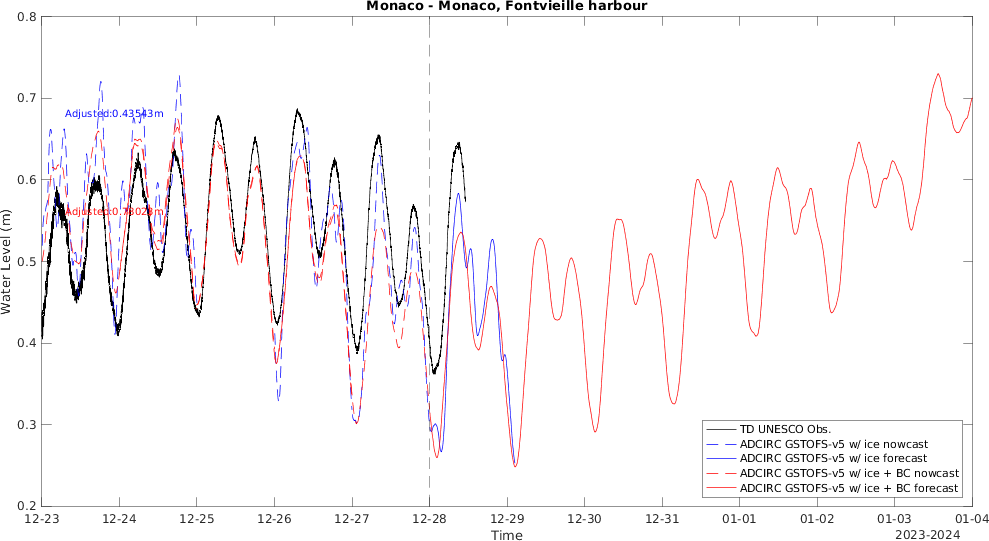 Monaco - Monaco, Fontvieille harbour
0.8
0.7
0.6
0.5
0.4
0.3
0.2
Water Level (m)
Adjusted:0.43543m
Adjusted:0.73023m
12-23
12-24
12-25
12-26
12-27
12-28
12-29
12-30
12-31
01-01
01-02
01-03
01-04
2023-2024
Time
TD UNESCO Obs.
ADCIRC GSTOFS-v5 w/ ice nowcast
ADCIRC GSTOFS-v5 w/ ice forecast
ADCIRC GSTOFS-v5 w/ ice + BC nowcast
ADCIRC GSTOFS-v5 w/ ice + BC forecast